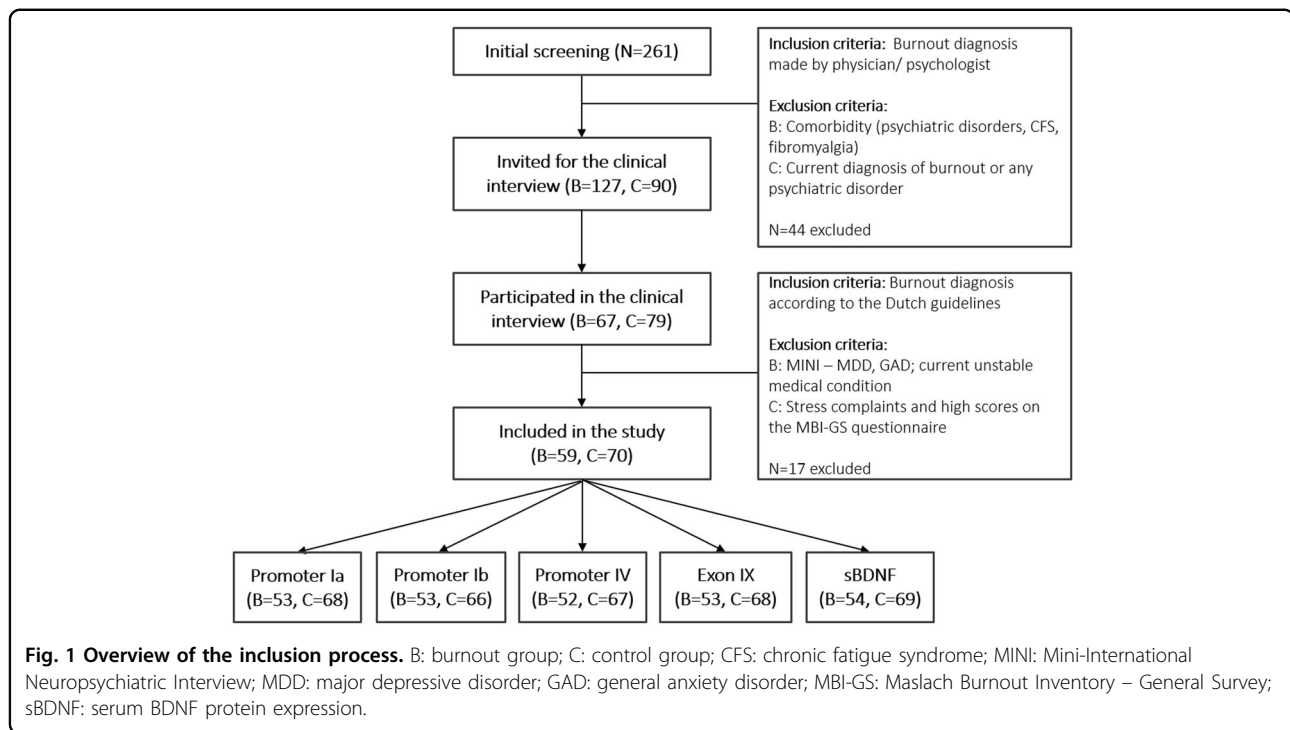 Initial screening (N=261)
Inclusion criteria: Burnout diagnosis
made by physician/ psychologist
Exclusion criteria:
B: Comorbidity (psychiatric disorders, CFS,
fibromyalgia)
C: Current diagnosis of burnout or any
psychiatric disorder
N=44 excluded
Invited for the clinical
interview (B=127, C=90)
Participated in the clinical
interview (B=67, C=79)
Inclusion criteria: Burnout diagnosis
according to the Dutch guidelines
Exclusion criteria:
B: MINI – MDD, GAD; current unstable
medical condition
C: Stress complaints and high scores on
the MBI-GS questionnaire
N=17 excluded
Included in the study
(B=59, C=70)
Promoter Ia
(B=53, C=68)
Promoter Ib
(B=53, C=66)
Promoter IV
(B=52, C=67)
Exon IX
(B=53, C=68)
sBDNF
(B=54, C=69)
Fig. 1 Overview of the inclusion process. B: burnout group; C: control group; CFS: chronic fatigue syndrome; MINI: Mini-International
Neuropsychiatric Interview; MDD: major depressive disorder; GAD: general anxiety disorder; MBI-GS: Maslach Burnout Inventory – General Survey;
sBDNF: serum BDNF protein expression.